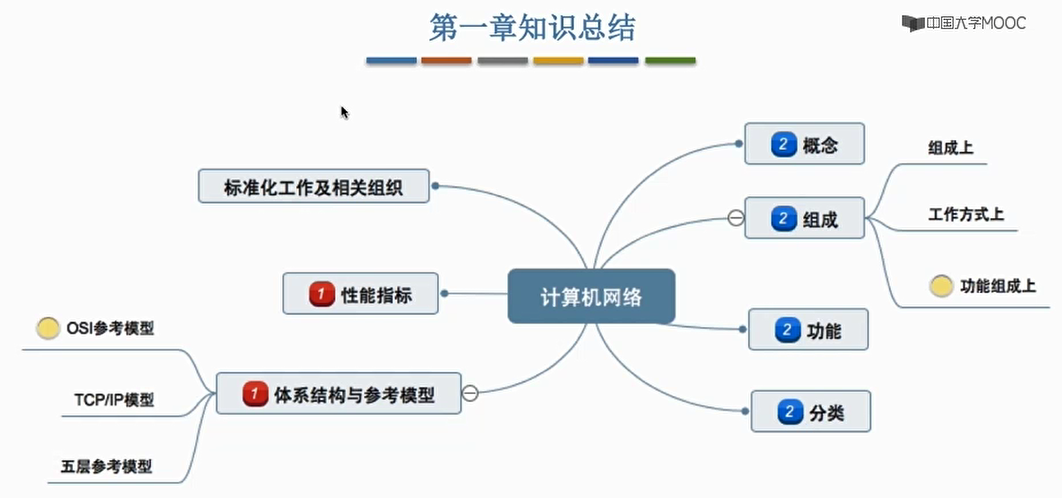 第一章知识总结
中国大学MOOC
2 概念
组成上
标准化工作及相关组织
2 组成
工作方式上
1 性能指标
计算机网络
功能组成上
OSI参考模型
2 功能
TCP/IP模型
1 体系结构与参考模型
2 分类
五层参考模型